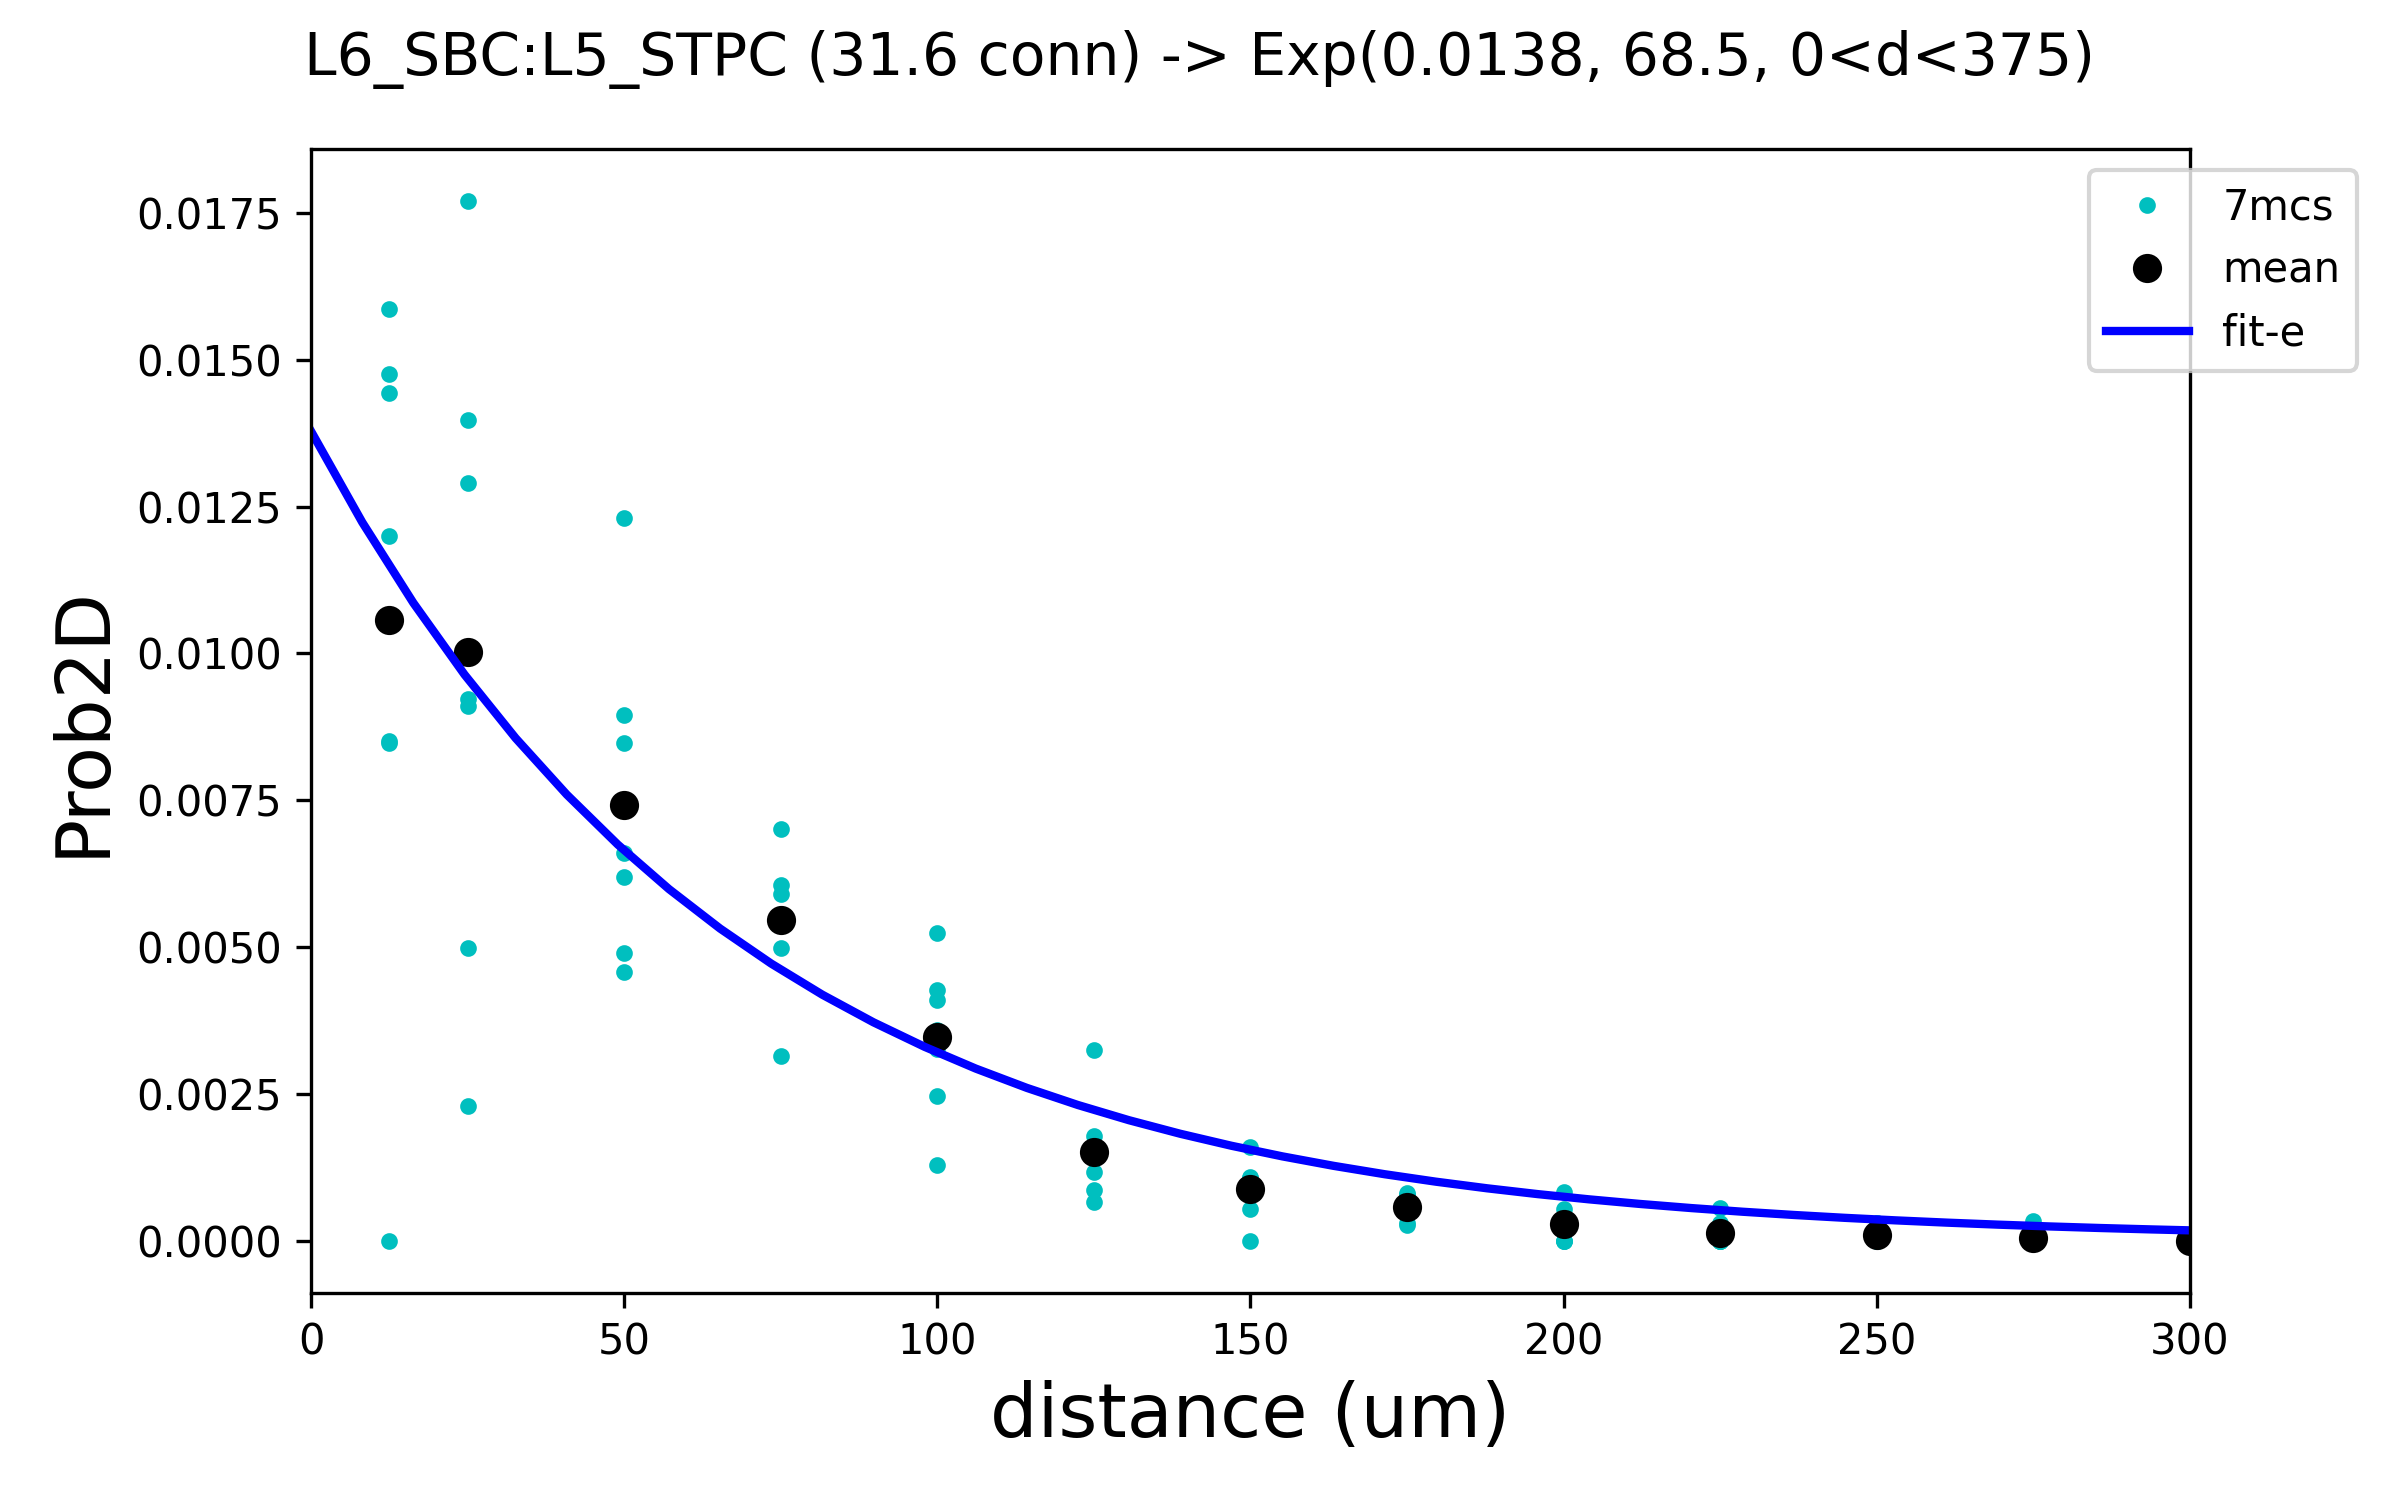 L6_SBC:L5_STPC (31.6 conn) -> Exp(0.0138, 68.5, 0<d<375)
7mcs
mean
fit-e
Prob2D
0.0175
0.0150
0.0125
0.0100
0.0075
0.0050
0.0025
0.0000
0 50 100 150 200 250 300
distance (um)